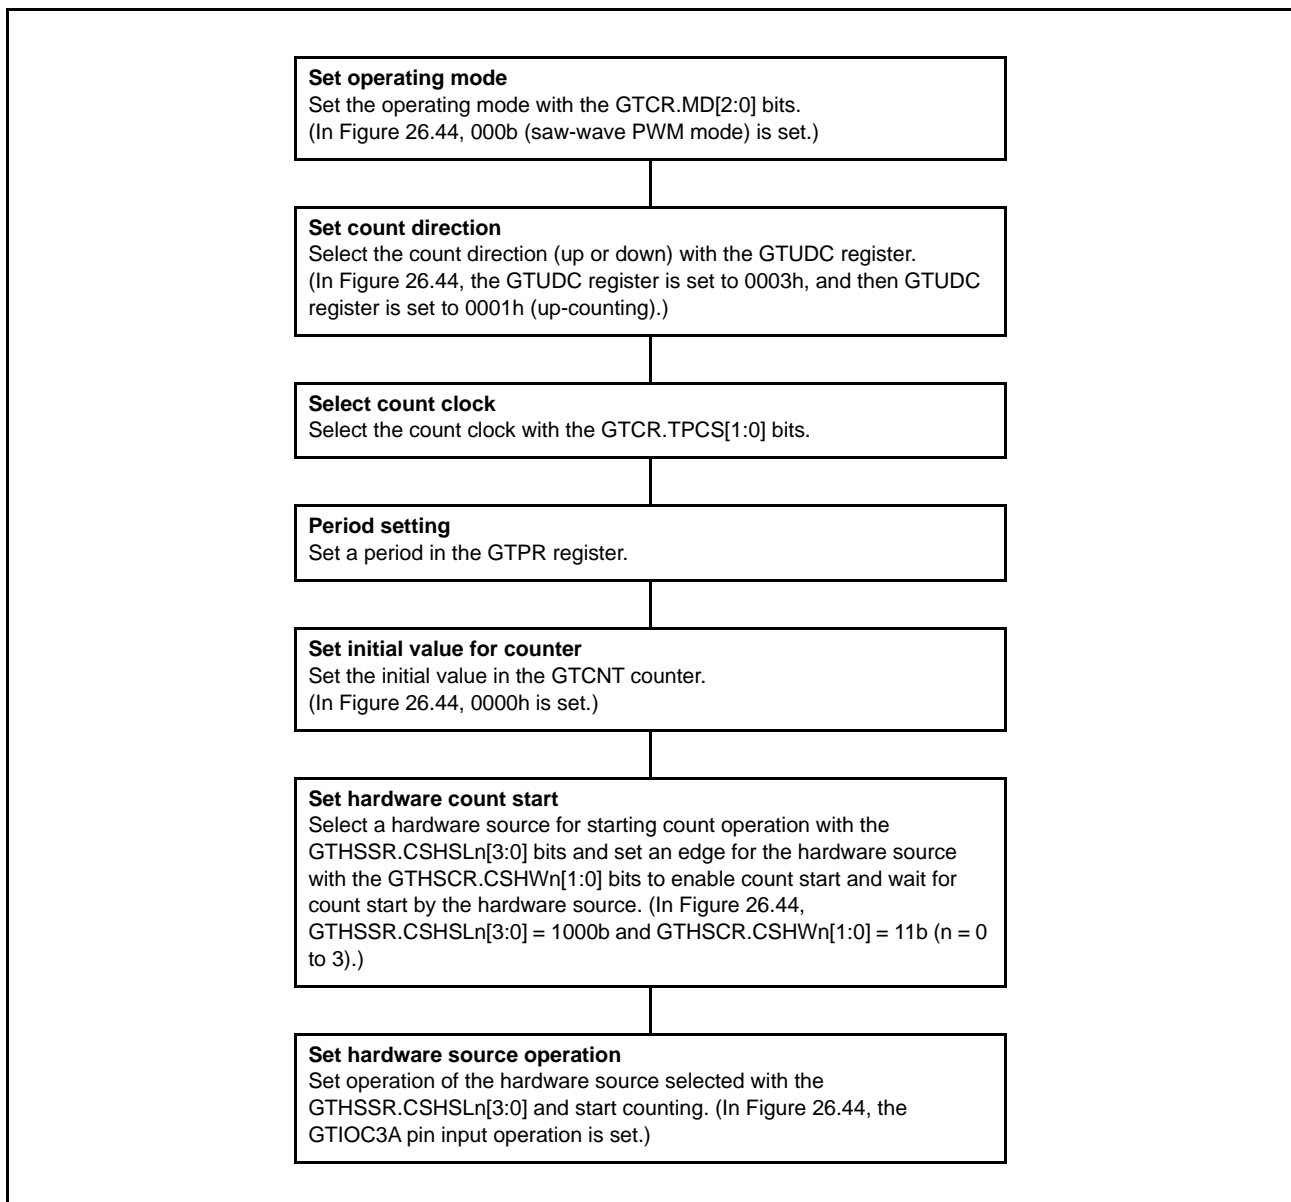 Set operating mode
Set the operating mode with the GTCR.MD[2:0] bits.
(In Figure 26.44, 000b (saw-wave PWM mode) is set.)
Set count direction
Select the count direction (up or down) with the GTUDC register.
(In Figure 26.44, the GTUDC register is set to 0003h, and then GTUDC
register is set to 0001h (up-counting).)
Select count clock
Select the count clock with the GTCR.TPCS[1:0] bits.
Period setting
Set a period in the GTPR register.
Set initial value for counter
Set the initial value in the GTCNT counter.
(In Figure 26.44, 0000h is set.)
Set hardware count start
Select a hardware source for starting count operation with the
GTHSSR.CSHSLn[3:0] bits and set an edge for the hardware source
with the GTHSCR.CSHWn[1:0] bits to enable count start and wait for
count start by the hardware source. (In Figure 26.44,
GTHSSR.CSHSLn[3:0] = 1000b and GTHSCR.CSHWn[1:0] = 11b (n = 0
to 3).)
Set hardware source operation
Set operation of the hardware source selected with the
GTHSSR.CSHSLn[3:0] and start counting. (In Figure 26.44, the
GTIOC3A pin input operation is set.)